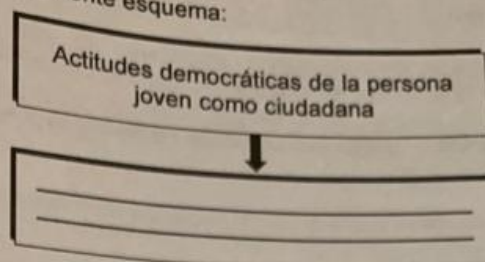 esquema:
Actitudes democráticas de la persona
joven como ciudadana